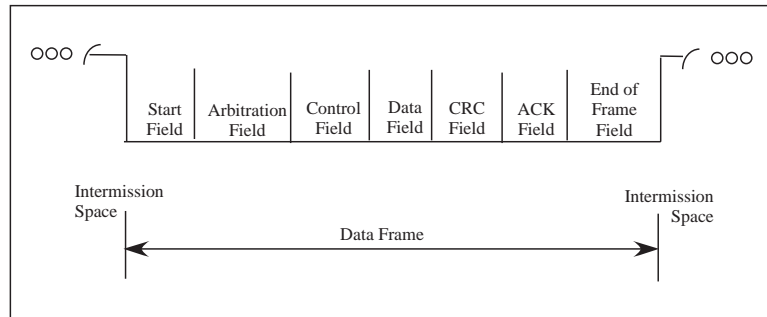 Start Field
Arbitration Field
Control Field
Data Field
CRC Field
ACK Field
End of Frame Field
Intermission Space
Intermission Space
Data Frame